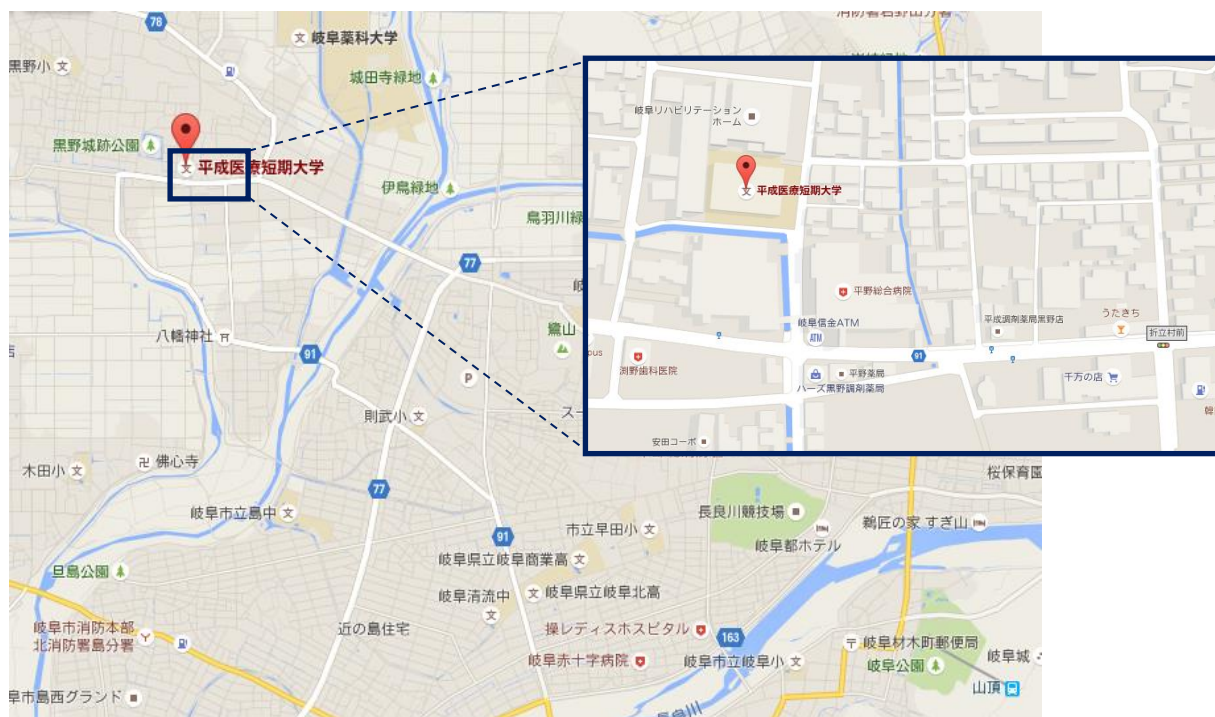 78
岐阜薬科大学
黒野小
城田寺緑地
黒野城跡公園
平成医療短期大学
伊自良緑地
鳥羽川緑
77
八幡神社
91
鷺山
P
則武小
スー
木田小
卍 佛心寺
77
岐阜市立島中
91
市立早田小
長良川競技場
桜保育園
鵜匠の家 すぎ山
岐阜都ホテル
岐阜県立岐阜商業高
旦島公園
岐阜清流中
岐阜県立岐阜北高
岐阜市消防本部
北消防署島分署
近の島住宅
操レディスホスピタル
163
岐阜材木町郵便局
岐阜赤十字病院
岐阜市立岐阜小
岐阜公園
岐阜城
山頂
阜市島西グランド
長良川
岐阜リハビリテーション
ホーム
平成医療短期大学
平野総合病院
岐阜信金ATM
ATM
平成調剤薬局黒野店
うたきち
折立村前
91
pus
渕野歯科医院
平野薬局
ハーズ黒野調剤薬局
千万の店
安田コーポ